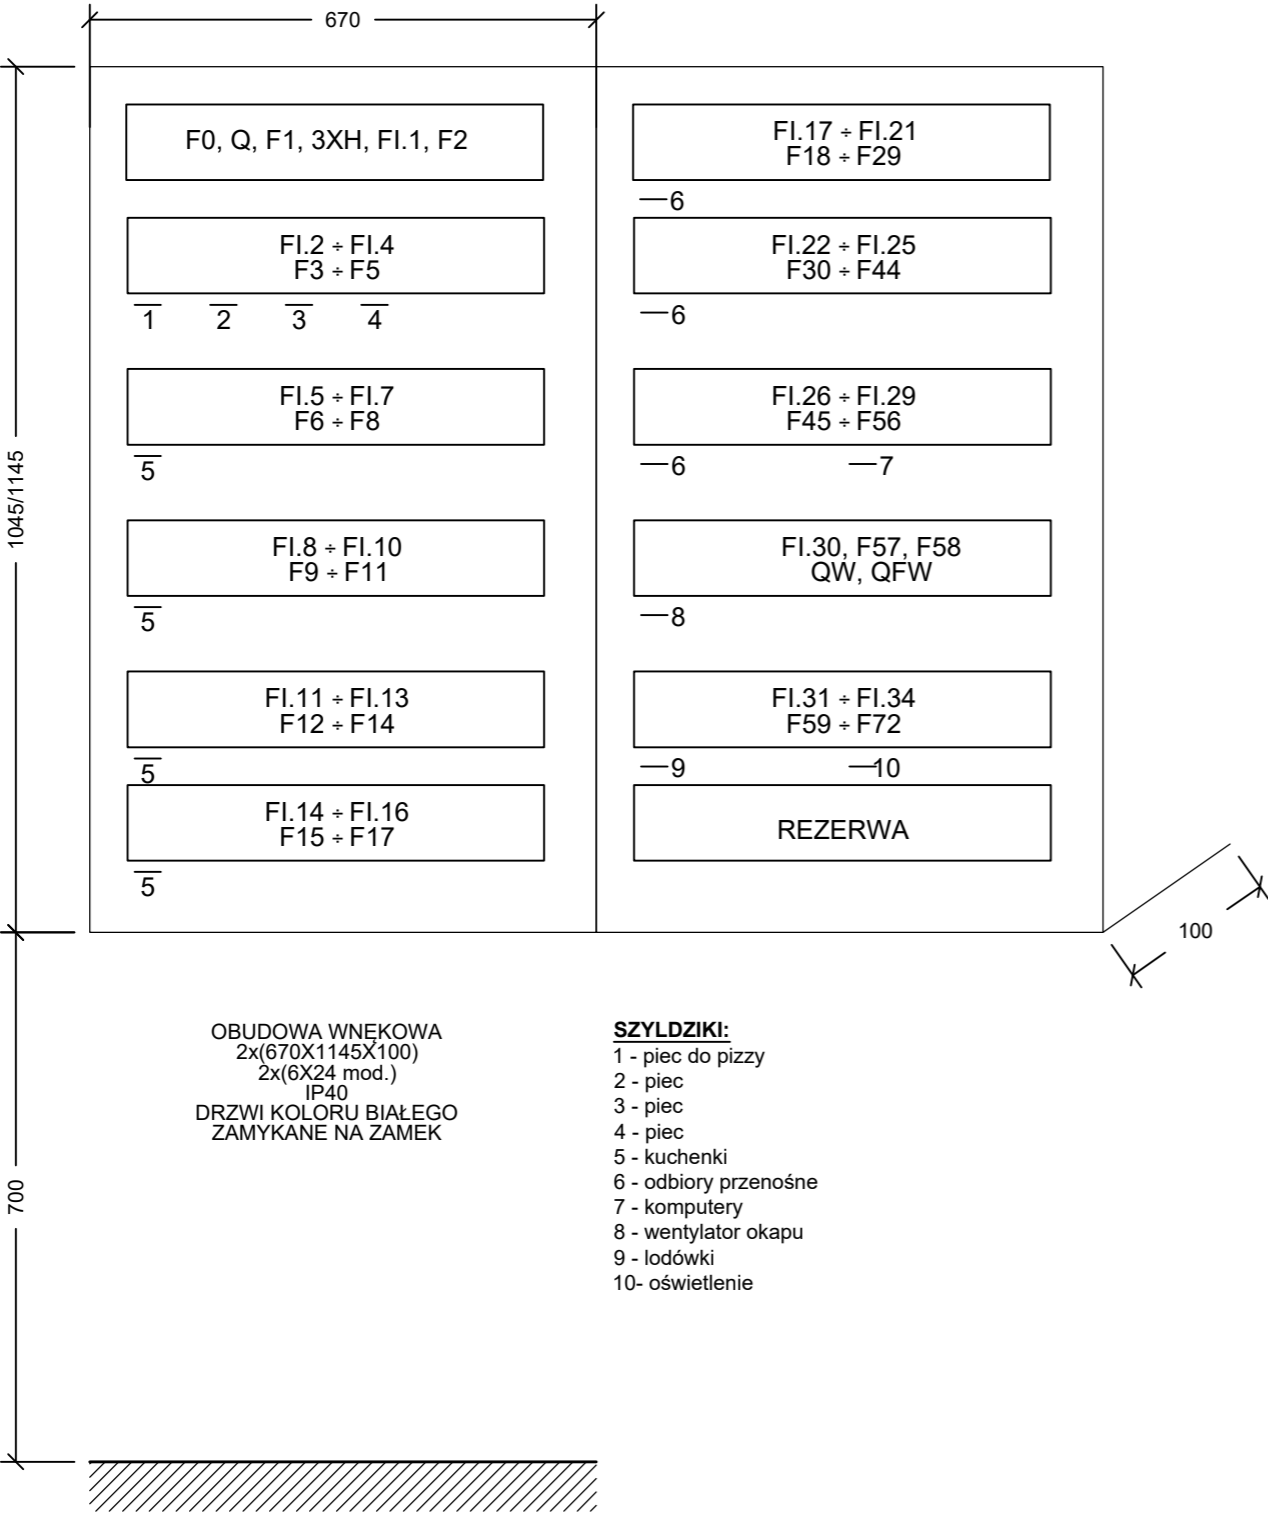 670
F0, Q, F1, 3XH, FI.1, F2
FI.2 ÷ FI.4
F3 ÷ F5
1 2 3 4
FI.5 ÷ FI.7
F6 ÷ F8
5
FI.8 ÷ FI.10
F9 ÷ F11
5
FI.11 ÷ FI.13
F12 ÷ F14
5
FI.14 ÷ FI.16
F15 ÷ F17
5
FI.17 ÷ FI.21
F18 ÷ F29
6
FI.22 ÷ FI.25
F30 ÷ F44
6
FI.26 ÷ FI.29
F45 ÷ F56
6 7
FI.30, F57, F58
QW, QFW
8
FI.31 ÷ FI.34
F59 ÷ F72
9 10
REZERWA
1045/1145
100
700
OBUDOWA WNĘKOWA
2x(670X1145X100)
2x(6X24 mod.)
IP40
DRZWI KOLORU BIAŁEGO
ZAMYKANE NA ZAMEK
SZYLDZIKI:
1 - piec do pizzy
2 - piec
3 - piec
4 - piec
5 - kuchenki
6 - odbiory przenośne
7 - komputery
8 - wentylator okapu
9 - lodówki
10- oświetlenie